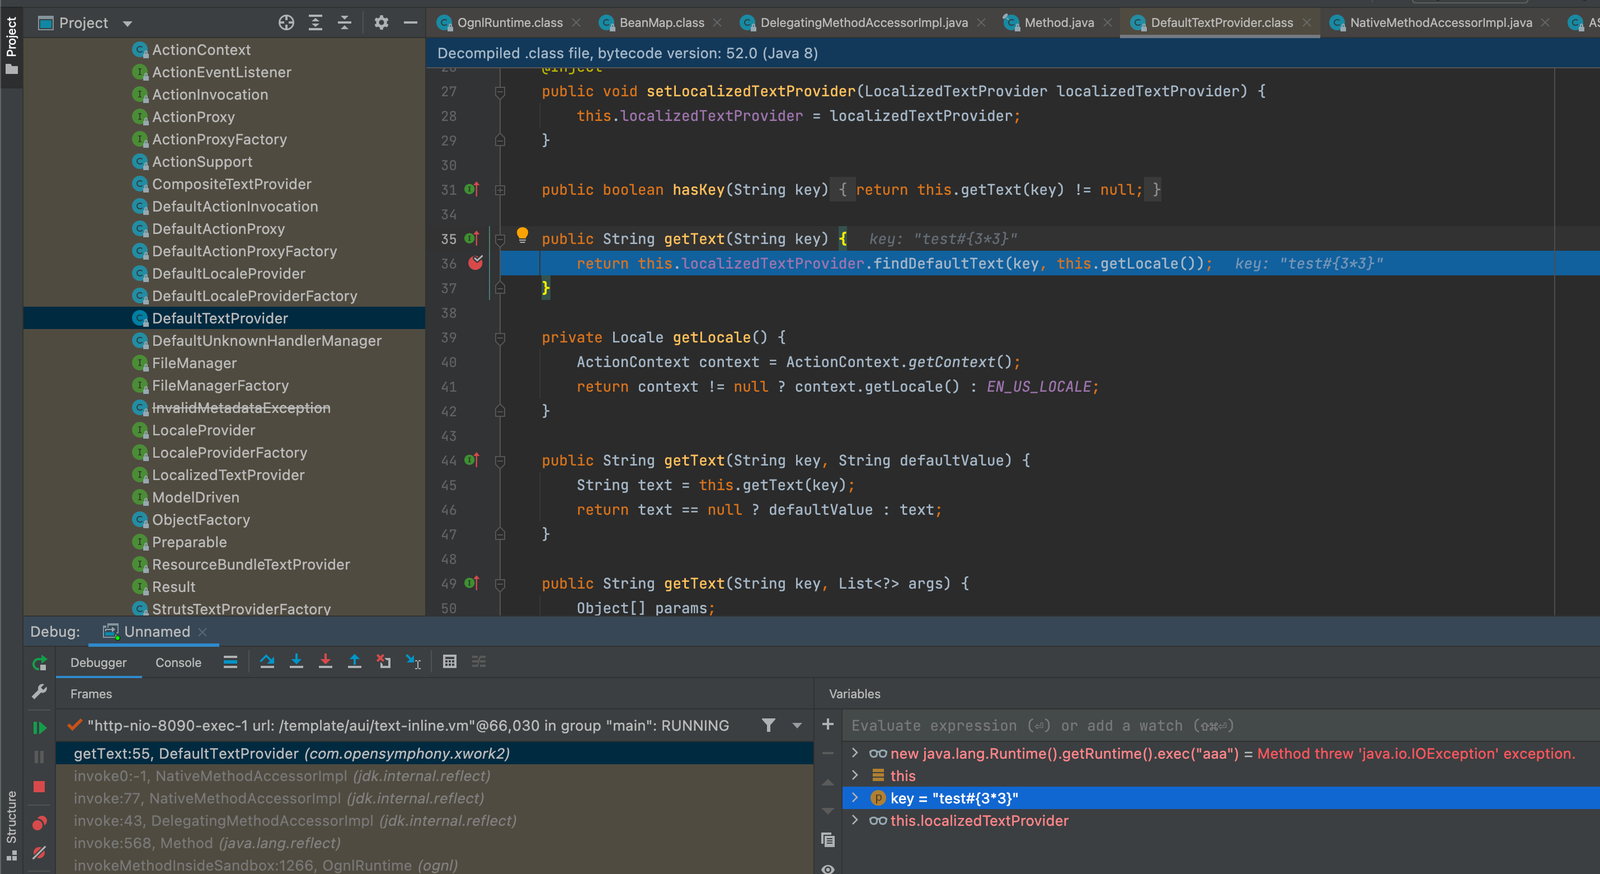 Project
Project
ActionContext
ActionEventListener
ActionInvocation
ActionProxy
ActionProxyFactory
ActionSupport
CompositeTextProvider
DefaultActionInvocation
DefaultActionProxy
DefaultActionProxyFactory
DefaultLocaleProvider
DefaultLocaleProviderFactory
DefaultTextProvider
DefaultUnknownHandlerManager
FileManager
FileManagerFactory
InvalidMetadataException
LocaleProvider
LocaleProviderFactory
LocalizedTextProvider
ModelDriven
ObjectFactory
Preparable
ResourceBundleTextProvider
Result
StrutsTextProviderFactory
OgnlRuntime.class BeanMap.class DelegatingMethodAccessorImpl.java Method.java DefaultTextProvider.class NativeMethodAccessorImpl.java AS
Decompiled .class file, bytecode version: 52.0 (Java 8)
26 @Inject
27 public void setLocalizedTextProvider(LocalizedTextProvider localizedTextProvider) {
28 this.localizedTextProvider = localizedTextProvider;
29 }
30
31 public boolean hasKey(String key) { return this.getText(key) != null; }
34
35 public String getText(String key) { key: "test#{3*3}"
36 return this.localizedTextProvider.findDefaultText(key, this.getLocale()); key: "test#{3*3}"
37 }
38
39 private Locale getLocale() {
40 ActionContext context = ActionContext.getContext();
41 return context != null ? context.getLocale() : EN_US_LOCALE;
42 }
43
44 public String getText(String key, String defaultValue) {
45 String text = this.getText(key);
46 return text == null ? defaultValue : text;
47 }
48
49 public String getText(String key, List<?> args) {
50 Object[] params;
Debug: Unnamed
Debugger Console
Frames
"http-nio-8090-exec-1 url: /template/aui/text-inline.vm"@66,030 in group "main": RUNNING
getText:55, DefaultTextProvider (com.opensymphony.xwork2)
invoke0:-1, NativeMethodAccessorImpl (jdk.internal.reflect)
invoke:77, NativeMethodAccessorImpl (jdk.internal.reflect)
invoke:43, DelegatingMethodAccessorImpl (jdk.internal.reflect)
invoke:568, Method (java.lang.reflect)
invokeMethodInsideSandbox:1266, OgnlRuntime (ognl)
Variables
Evaluate expression (⏎) or add a watch (⇧⌘⏎)
new java.lang.Runtime().getRuntime().exec("aaa") = Method threw 'java.io.IOException' exception.
this
key = "test#{3*3}"
this.localizedTextProvider
Structure